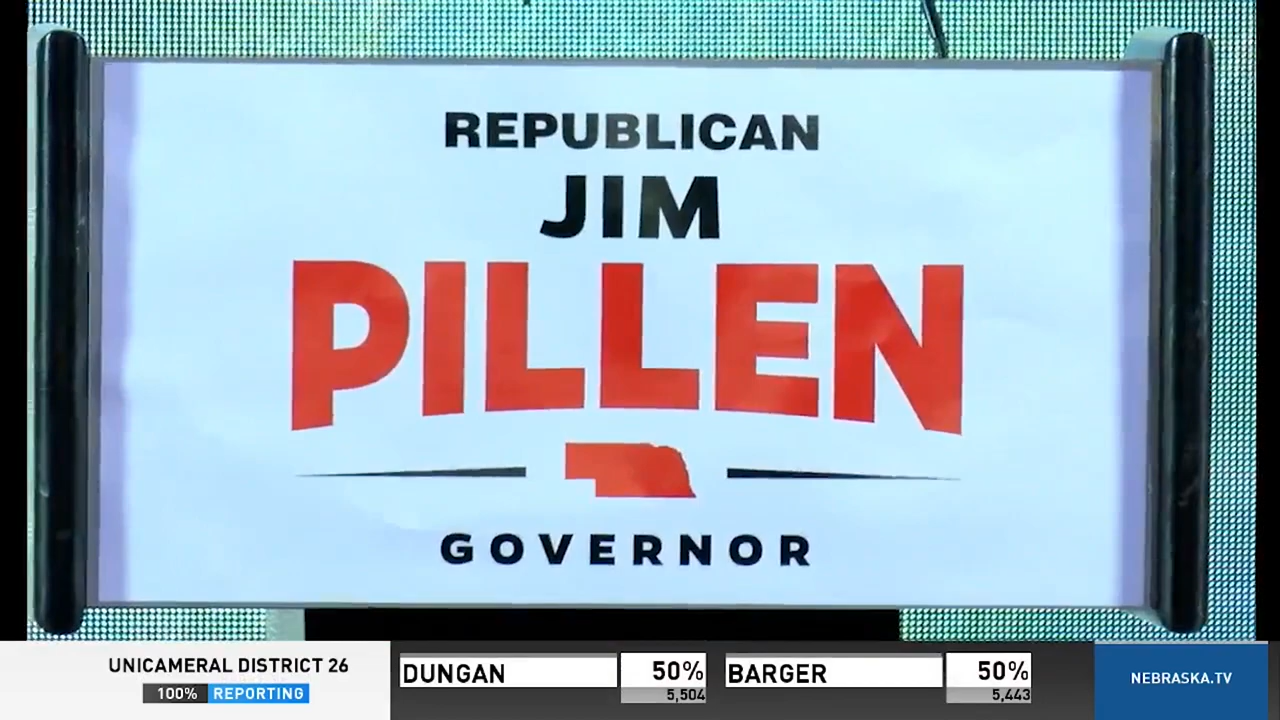 REPUBLICAN
JIM
PILLEN
GOVERNOR
UNICAMERAL DISTRICT 26
100% REPORTING
DUNGAN 50%
5,504
BARGER 50%
5,443
NEBRASKA.TV